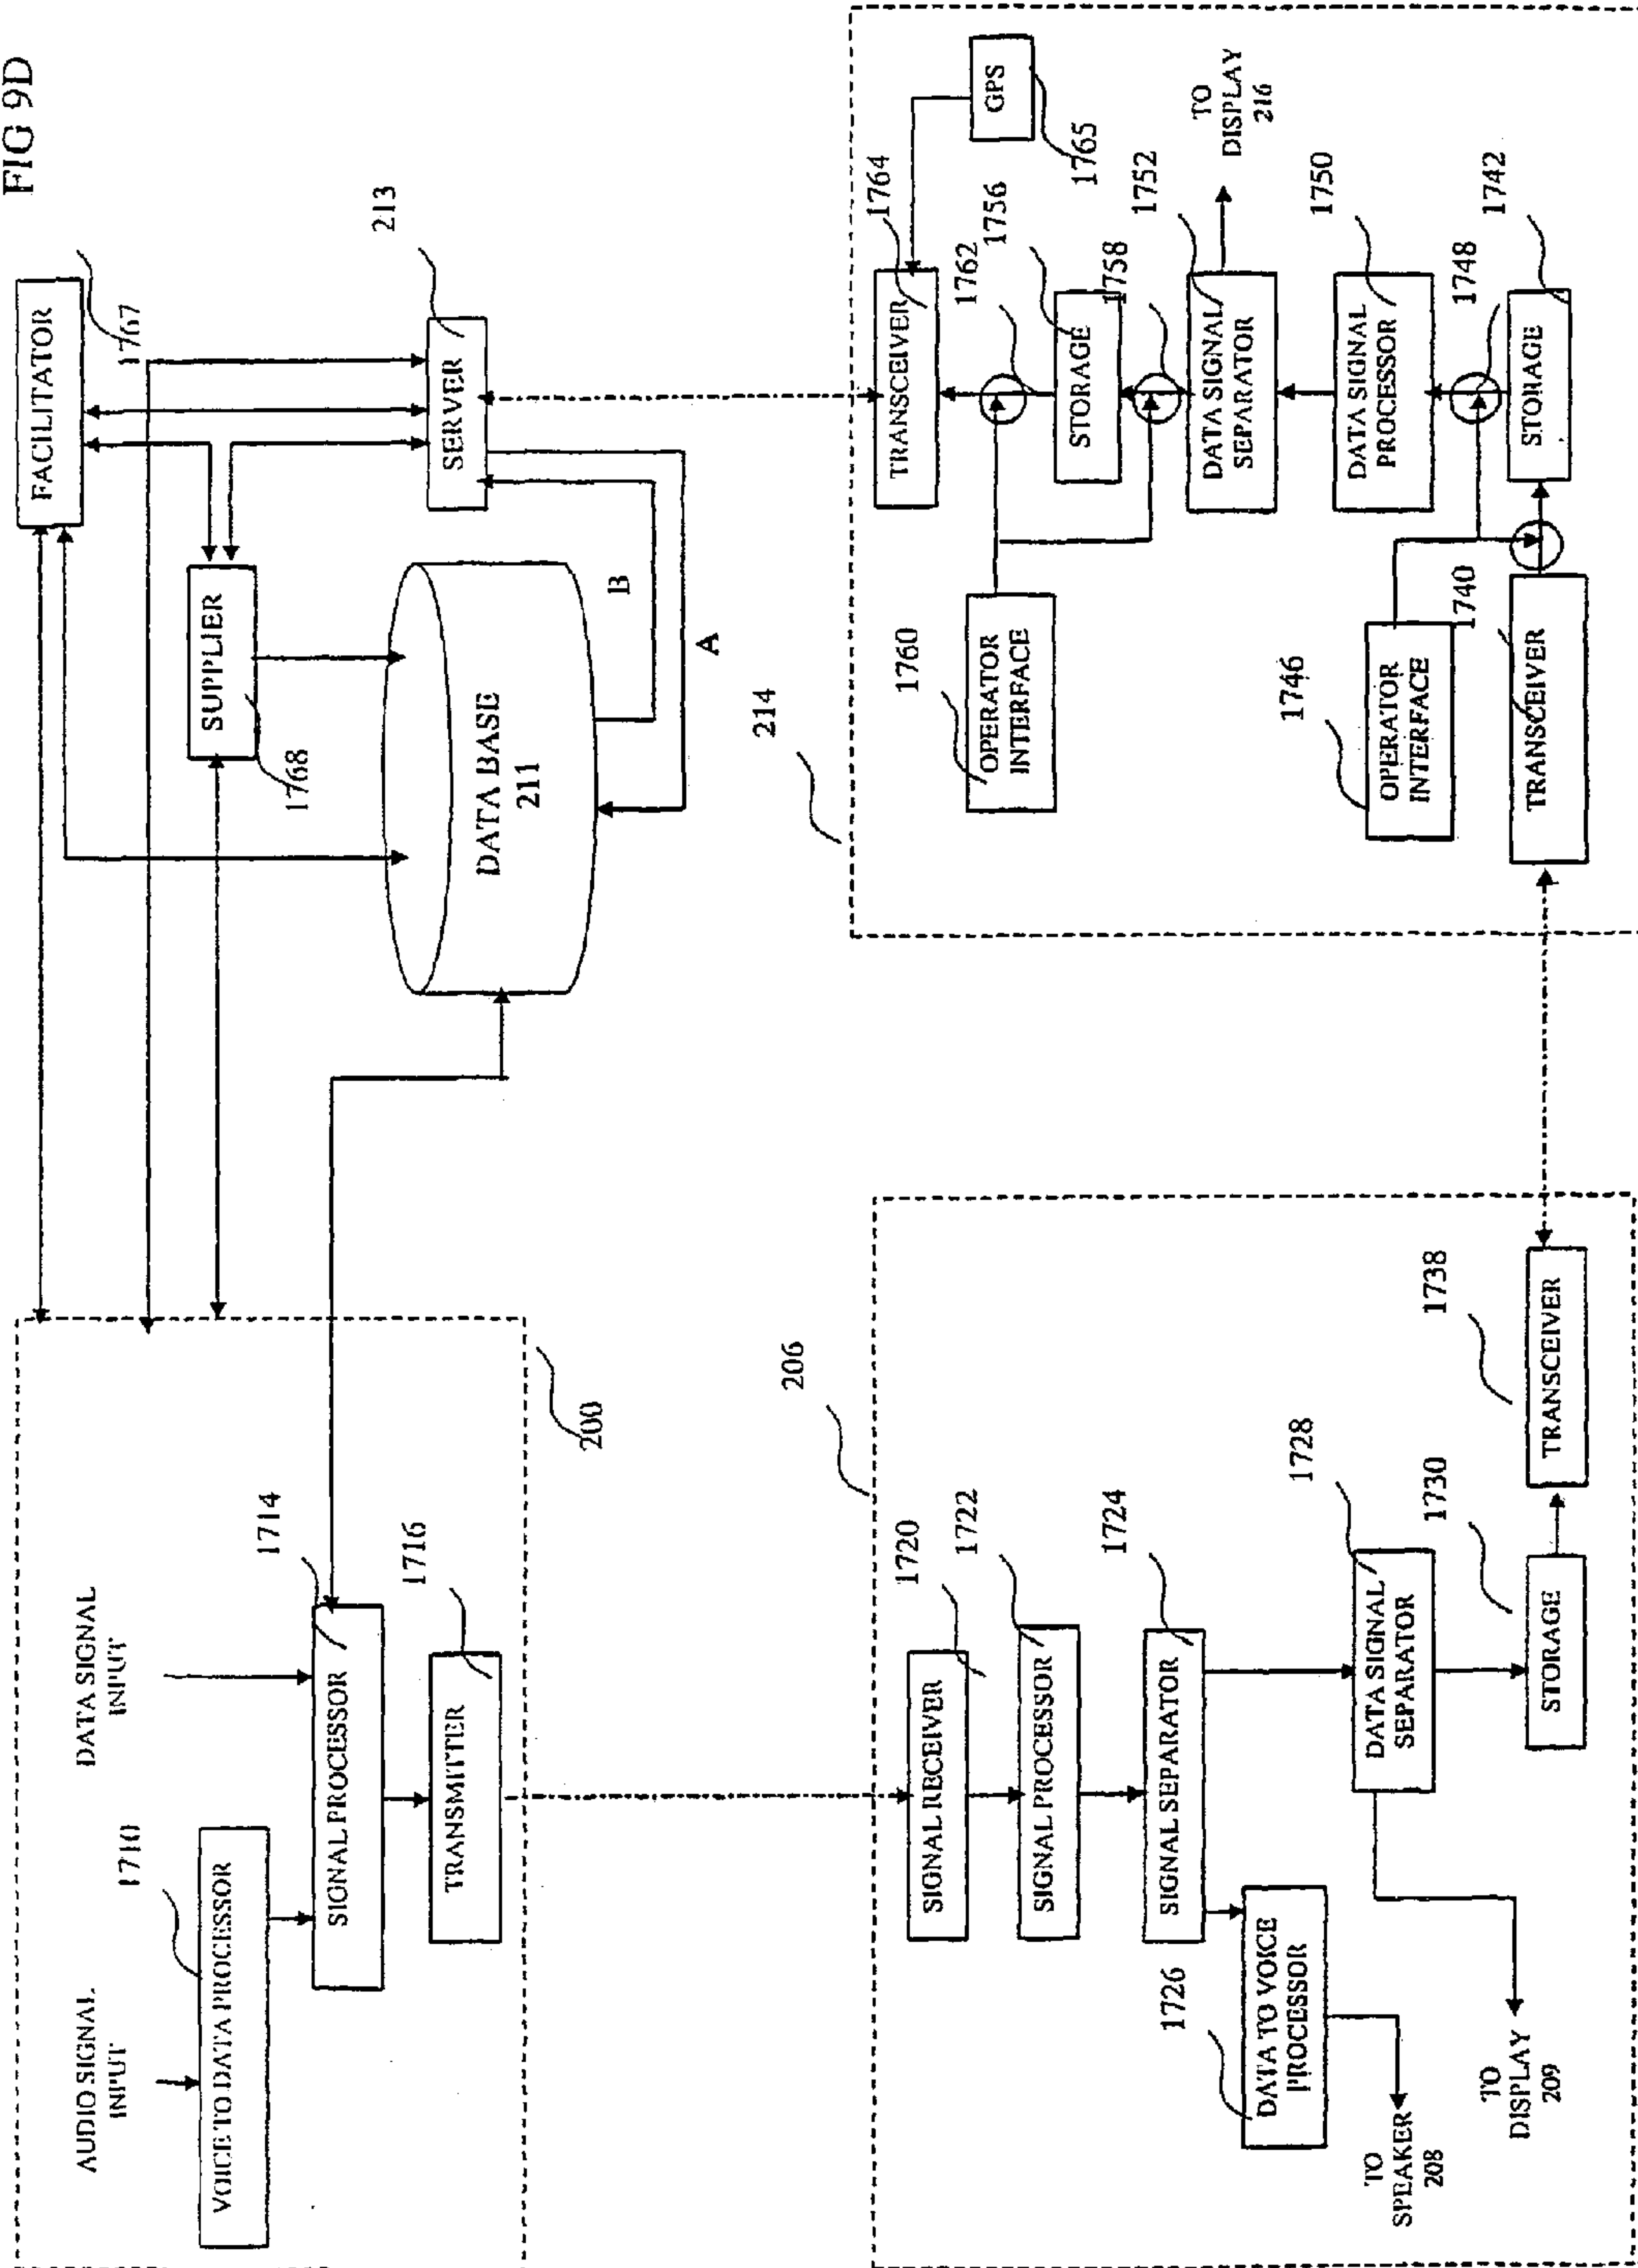 FIG 9D
AUDIO SIGNAL
INPUT
DATA SIGNAL
INPUT
1710
VOICE TO DATA PROCESSOR
1714
SIGNAL PROCESSOR
1716
TRANSMITTER
200
FACILITATOR
1767
SUPPLIER
1768
213
SERVER
DATA BASE
211
B
A
206
1720
SIGNAL RECEIVER
1722
SIGNAL PROCESSOR
1724
SIGNAL SEPARATOR
1726
DATA TO VOICE
PROCESSOR
1728
DATA SIGNAL
SEPARATOR
1730
STORAGE
1738
TRANSCEIVER
TO
SPEAKER
208
TO
DISPLAY
209
214
1764
TRANSCEIVER
GPS
1765
1762
1756
STORAGE
1758
1760
OPERATOR
INTERFACE
1752
DATA SIGNAL
SEPARATOR
TO
DISPLAY
216
1750
DATA SIGNAL
PROCESSOR
1748
1746
OPERATOR
INTERFACE
1740
TRANSCEIVER
1742
STORAGE